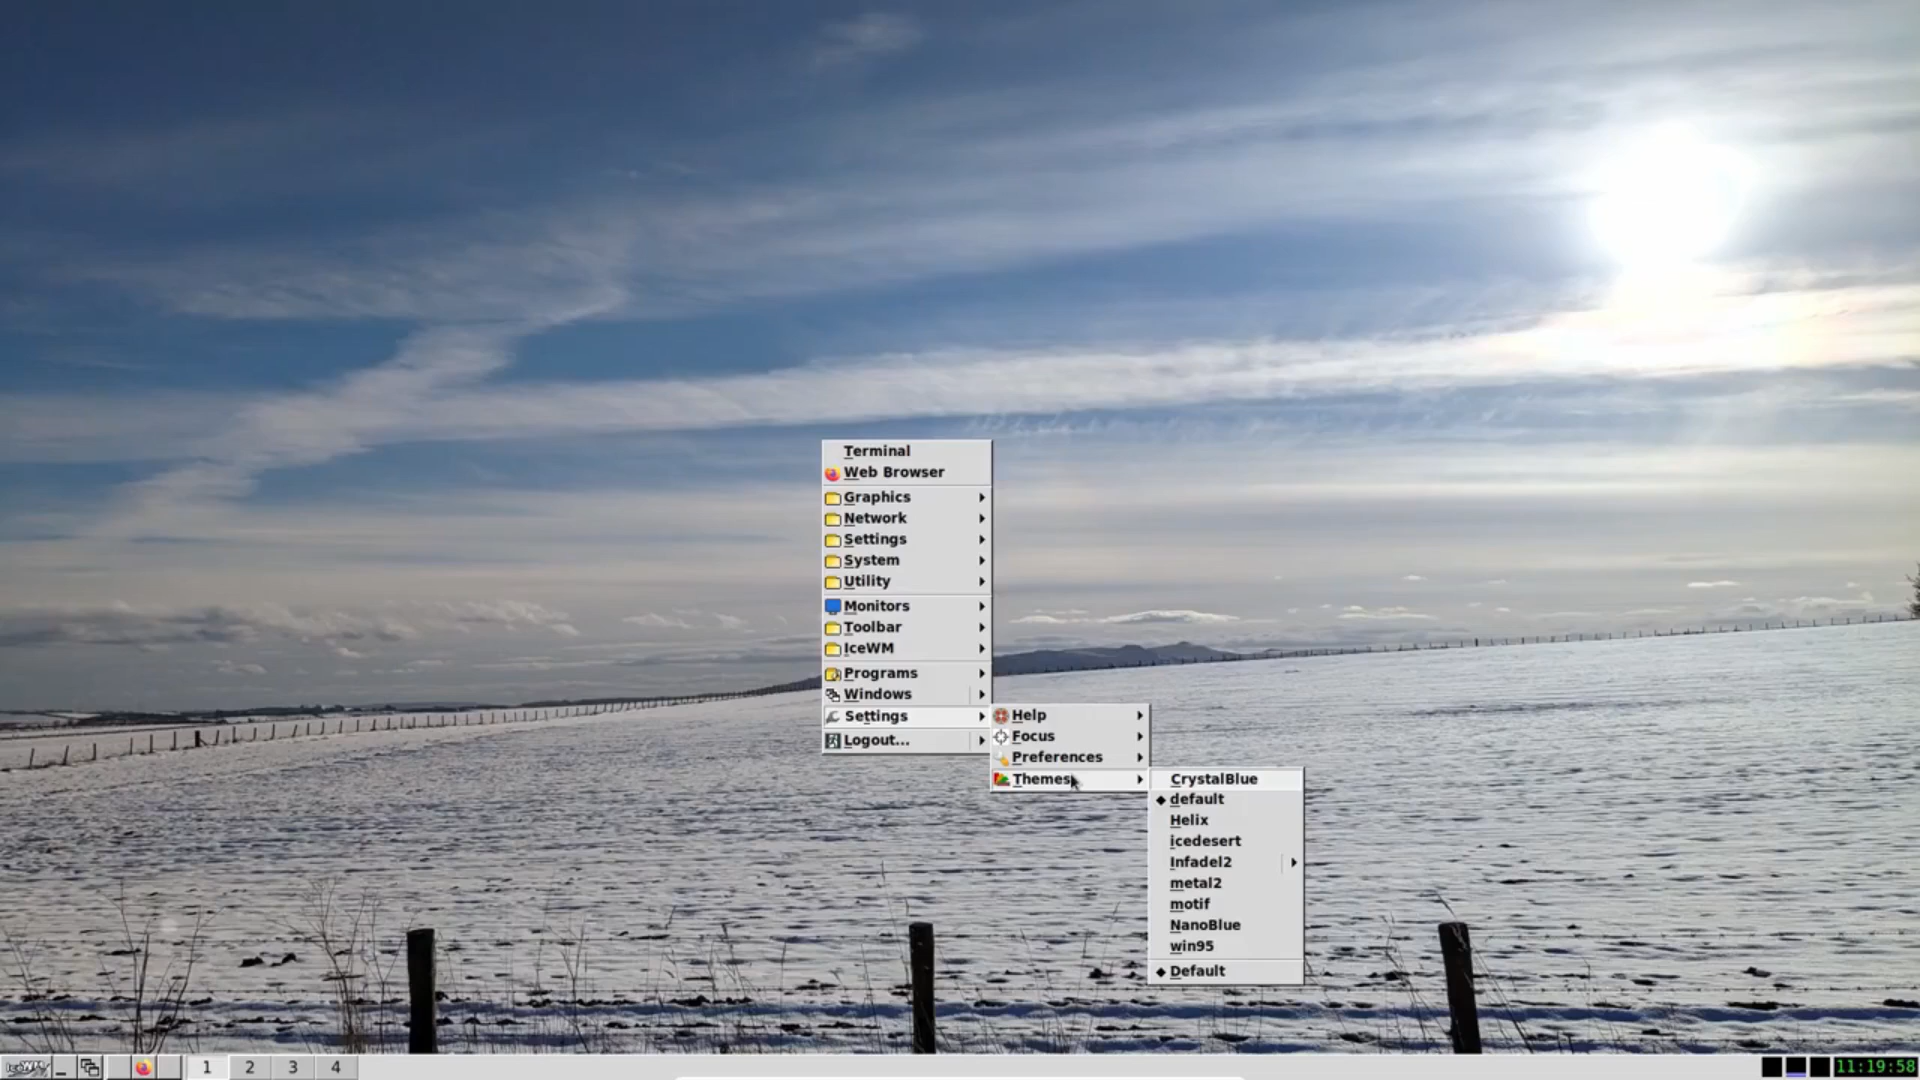 Terminal
Web Browser
Graphics
Network
Settings
System
Utility
Monitors
Toolbar
IceWM
Programs
Windows
Settings
Logout...
Help
Focus
Preferences
Themes
CrystalBlue
default
Helix
icedesert
Infadel2
metal2
motif
NanoBlue
win95
Default
IceWM
1 2 3 4
11:19:58